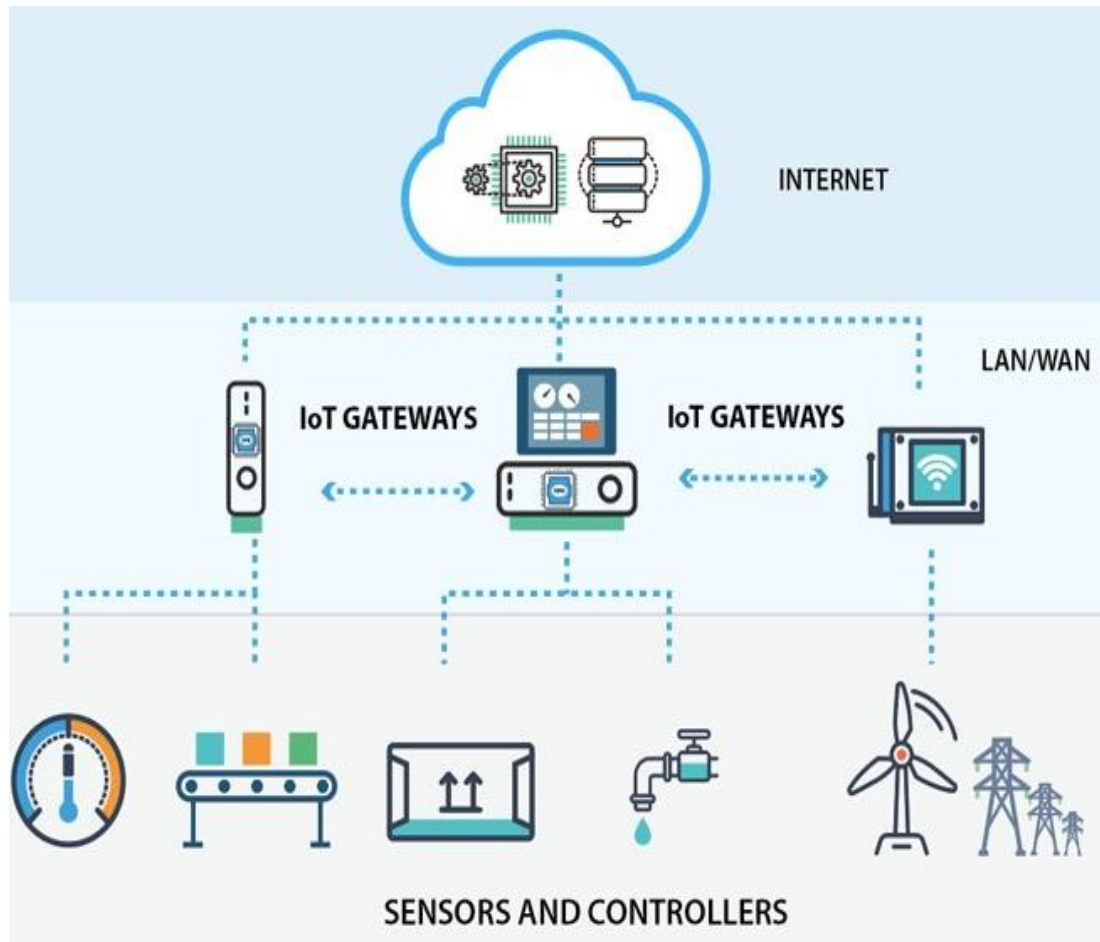 INTERNET
LAN/WAN
IoT GATEWAYS
IoT GATEWAYS
SENSORS AND CONTROLLERS